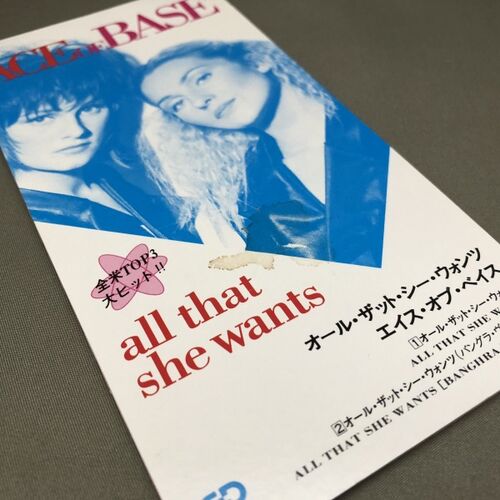 ACE OF BASE
全米TOP3
大ヒット!!
all that
she wants
オール・ザット・シー・ウォンツ
エイス・オブ・ベイス
1 オール・ザット・シー・
ALL THAT SHE
2 オール・ザット・シー・ウォンツ(バングラ・
ALL THAT SHE WANTS [BANGHRA